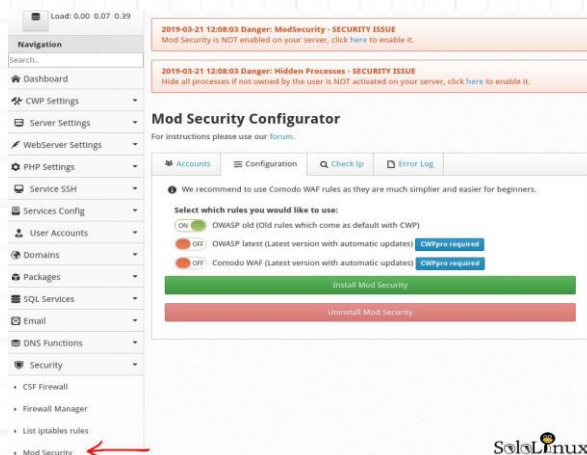 Load: 0.00 0.07 0.39
Navigation
Search..
Dashboard
CWP Settings
Server Settings
WebServer Settings
PHP Settings
Service SSH
Services Config
User Accounts
Domains
Packages
SQL Services
Email
DNS Functions
Security
CSF Firewall
Firewall Manager
List iptables rules
Mod Security
2019-03-21 12:08:03 Danger: ModSecurity - SECURITY ISSUE
Mod Security is NOT enabled on your server, click here to enable it.
2019-03-21 12:08:03 Danger: Hidden Processes - SECURITY ISSUE
Hide all processes if not owned by the user is NOT activated on your server, click here to enable it.
Mod Security Configurator
For instructions please use our forum.
Accounts Configuration Check Ip Error Log
We recommend to use Comodo WAF rules as they are much simplier and easier for beginners.
Select which rules you would like to use:
ON OWASP old (Old rules which come as default with CWP)
OFF OWASP latest (Latest version with automatic updates) CWPpro required
OFF Comodo WAF (Latest version with automatic updates) CWPpro required
Install Mod Security
Uninstall Mod Security
SoloLinux